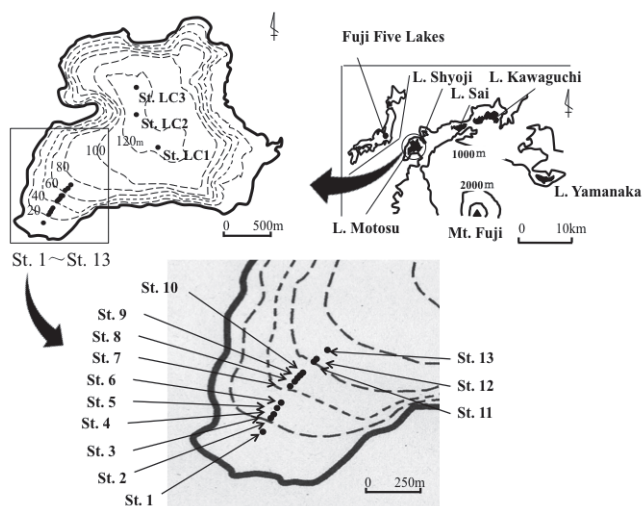 Fuji Five Lakes
L. Shyoji
L. Sai
L. Kawaguchi
1000m
2000m
L. Yamanaka
L. Motosu
Mt. Fuji
0 10km
St. LC3
St. LC2
120m
St. LC1
100
80
60
40
20
0 500m
St. 1～St. 13
St. 10
St. 9
St. 8
St. 7
St. 6
St. 5
St. 4
St. 3
St. 2
St. 1
St. 13
St. 12
St. 11
0 250m